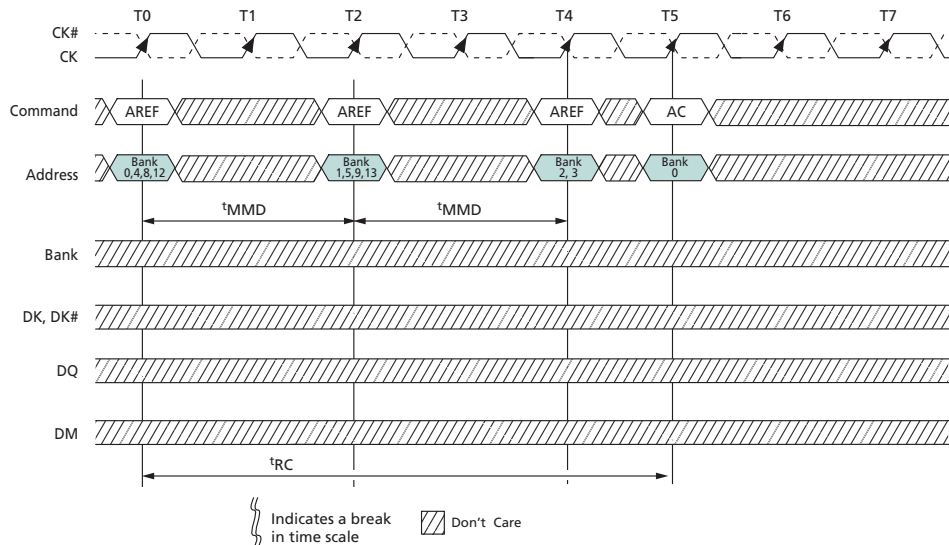 T0 T1 T2 T3 T4 T5 T6 T7
CK#
CK
Command AREF AREF AREF AC
Address Bank 0,4,8,12 Bank 1,5,9,13 Bank 2, 3 Bank 0
tMMD tMMD
Bank
DK, DK#
DQ
DM
tRC
Indicates a break
in time scale
Don't Care